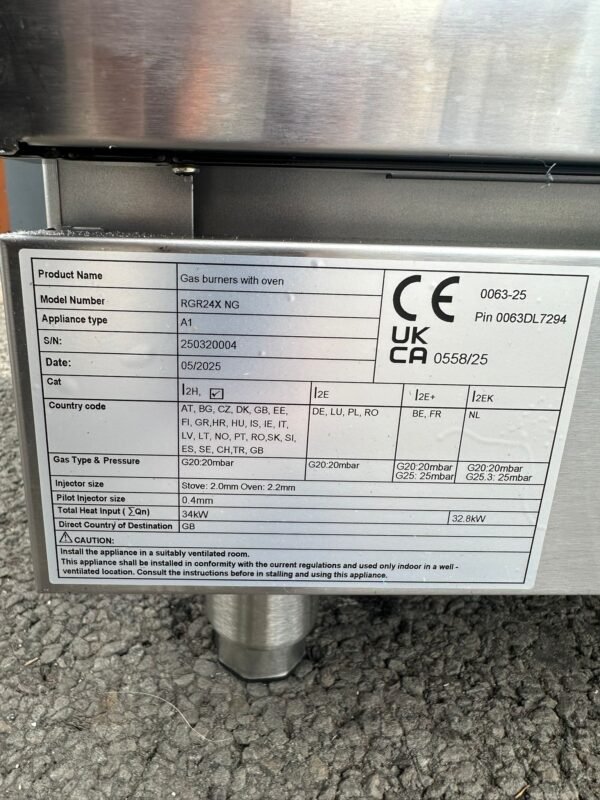 Product Name Gas burners with oven
Model Number RGR24X NG
Appliance type A1
S/N: 250320004
Date: 05/2025
CE 0063-25
Pin 0063DL7294
UK
CA 0558/25
Cat I2H, ☑ I2E I2E+ I2EK
Country code AT, BG, CZ, DK, GB, EE, DE, LU, PL, RO BE, FR NL
FI, GR,HR, HU, IS, IE, IT,
LV, LT, NO, PT, RO,SK, SI,
ES, SE, CH,TR, GB
Gas Type & Pressure G20:20mbar G20:20mbar G20:20mbar G20:20mbar
G25: 25mbar G25.3: 25mbar
Injector size Stove: 2.0mm Oven: 2.2mm
Pilot Injector size 0.4mm
Total Heat Input ( ∑Qn) 34kW 32.8kW
Direct Country of Destination GB
⚠ CAUTION:
Install the appliance in a suitably ventilated room.
This appliance shall be installed in conformity with the current regulations and used only indoor in a well -
ventilated location. Consult the instructions before in stalling and using this appliance.